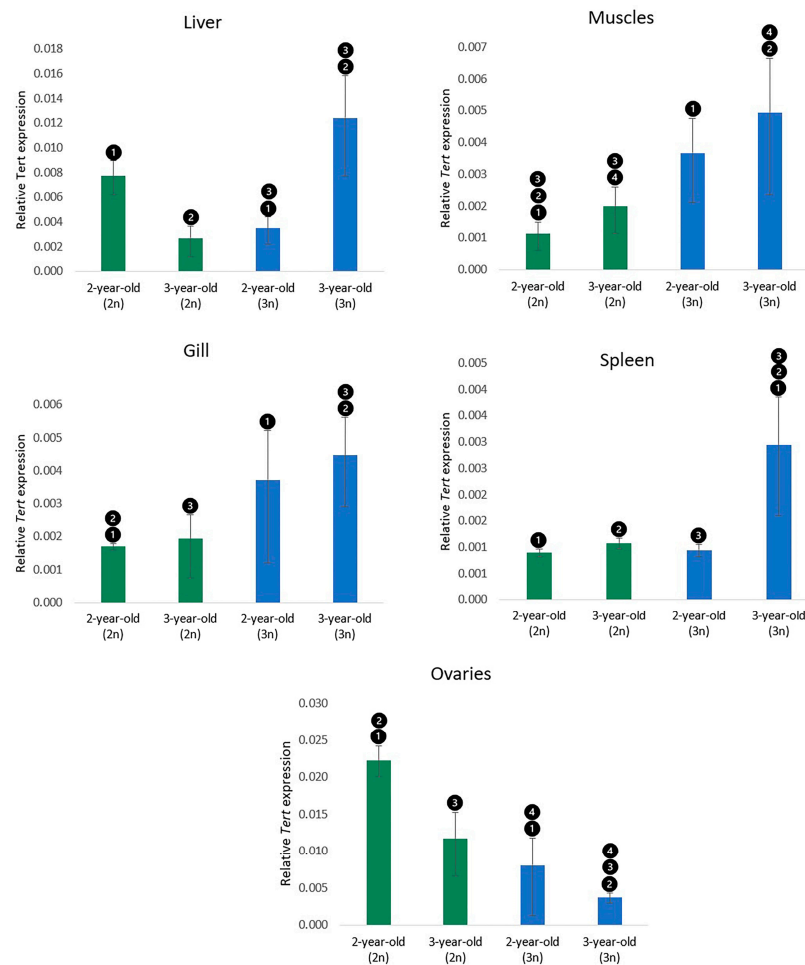 Liver
Relative Tert expression
0.018
0.016
0.014
0.012
0.010
0.008
0.006
0.004
0.002
0.000
1
2
3
1
3
2
2-year-old
(2n)
3-year-old
(2n)
2-year-old
(3n)
3-year-old
(3n)
Muscles
Relative Tert expression
0.007
0.006
0.005
0.004
0.003
0.002
0.001
0.000
3
2
1
3
4
1
4
2
2-year-old
(2n)
3-year-old
(2n)
2-year-old
(3n)
3-year-old
(3n)
Gill
Relative Tert expression
0.006
0.005
0.004
0.003
0.002
0.001
0.000
2
1
3
1
3
2
2-year-old
(2n)
3-year-old
(2n)
2-year-old
(3n)
3-year-old
(3n)
Spleen
Relative Tert expression
0.005
0.004
0.004
0.003
0.003
0.002
0.002
0.001
0.001
0.000
1
2
3
3
2
1
2-year-old
(2n)
3-year-old
(2n)
2-year-old
(3n)
3-year-old
(3n)
Ovaries
Relative Tert expression
0.030
0.025
0.020
0.015
0.010
0.005
0.000
2
1
3
4
1
4
3
2
2-year-old
(2n)
3-year-old
(2n)
2-year-old
(3n)
3-year-old
(3n)